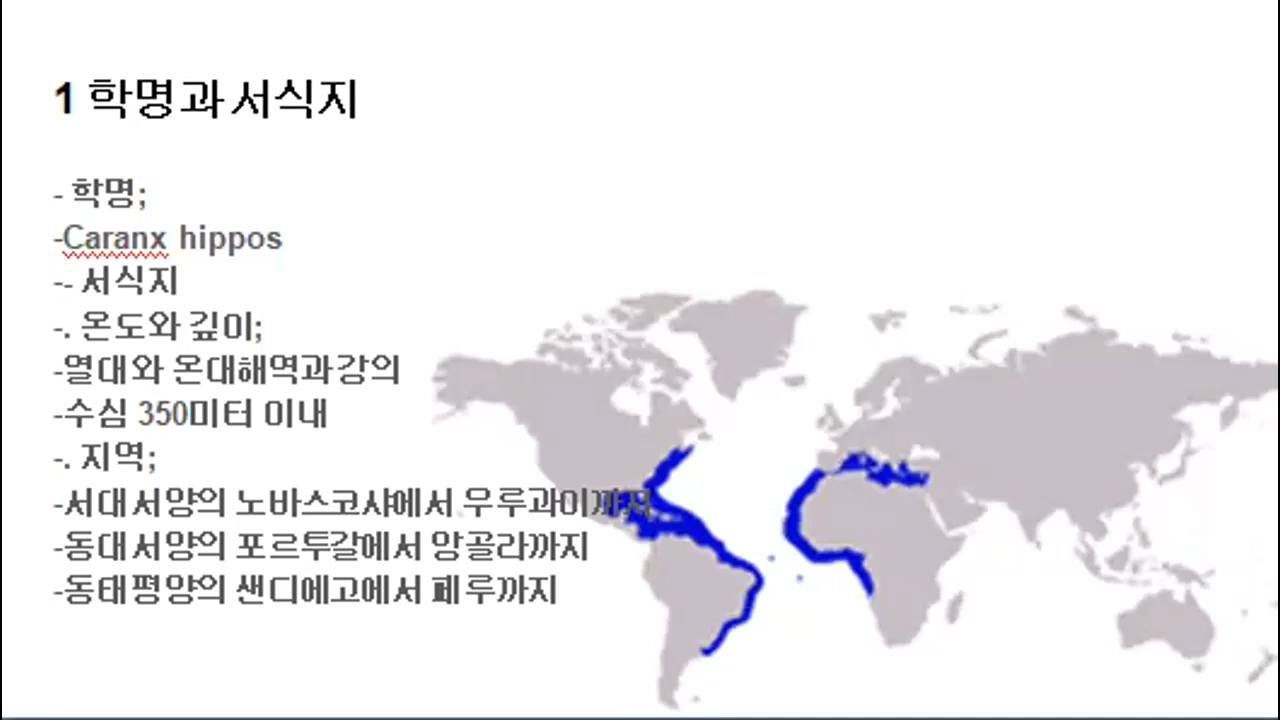 1 학명과 서식지
- 학명;
-Caranx hippos
-- 서식지
-. 온도와 깊이;
-열대와 온대해역과 강의
-수심 350미터 이내
-. 지역;
-서대서양의 노바스코샤에서 우루과이까지
-동대서양의 포르투갈에서 앙골라까지
-동태평양의 샌디에고에서 페루까지